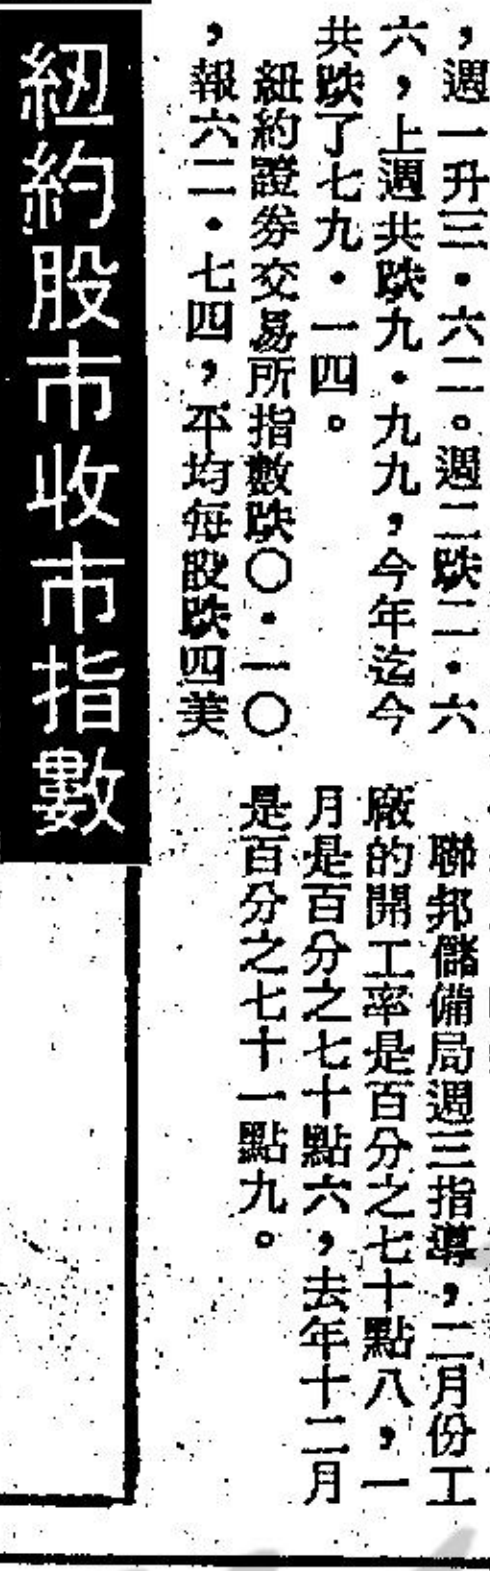 紐約股市收市指數
，週一升三．六二。週二跌二．六
六，上週共跌九．九九，今年迄今
共跌了七九．一四。
紐約證券交易所指數跌〇．一〇
，報六二．七四，平均每股跌四美
聯邦儲備局週三指導，二月份工
廠的開工率是百分之七十點八，一
月是百分之七十點六，去年十二月
是百分之七十一點九。